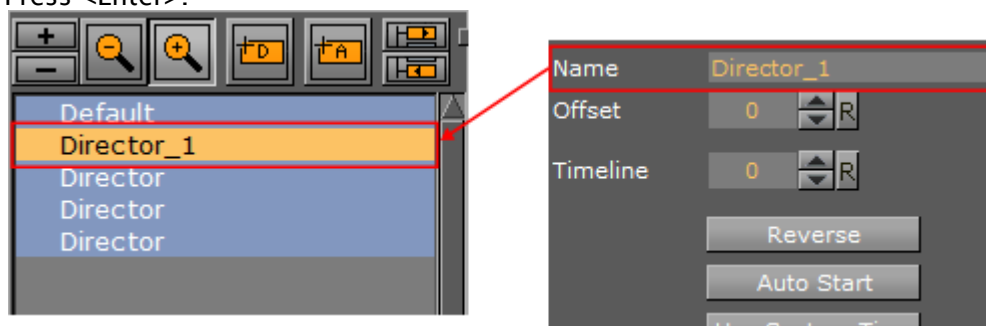 Press <Enter>.
+
−
D
A
Default
Director_1
Director
Director
Director
Name Director_1
Offset 0 R
Timeline 0 R
Reverse
Auto Start